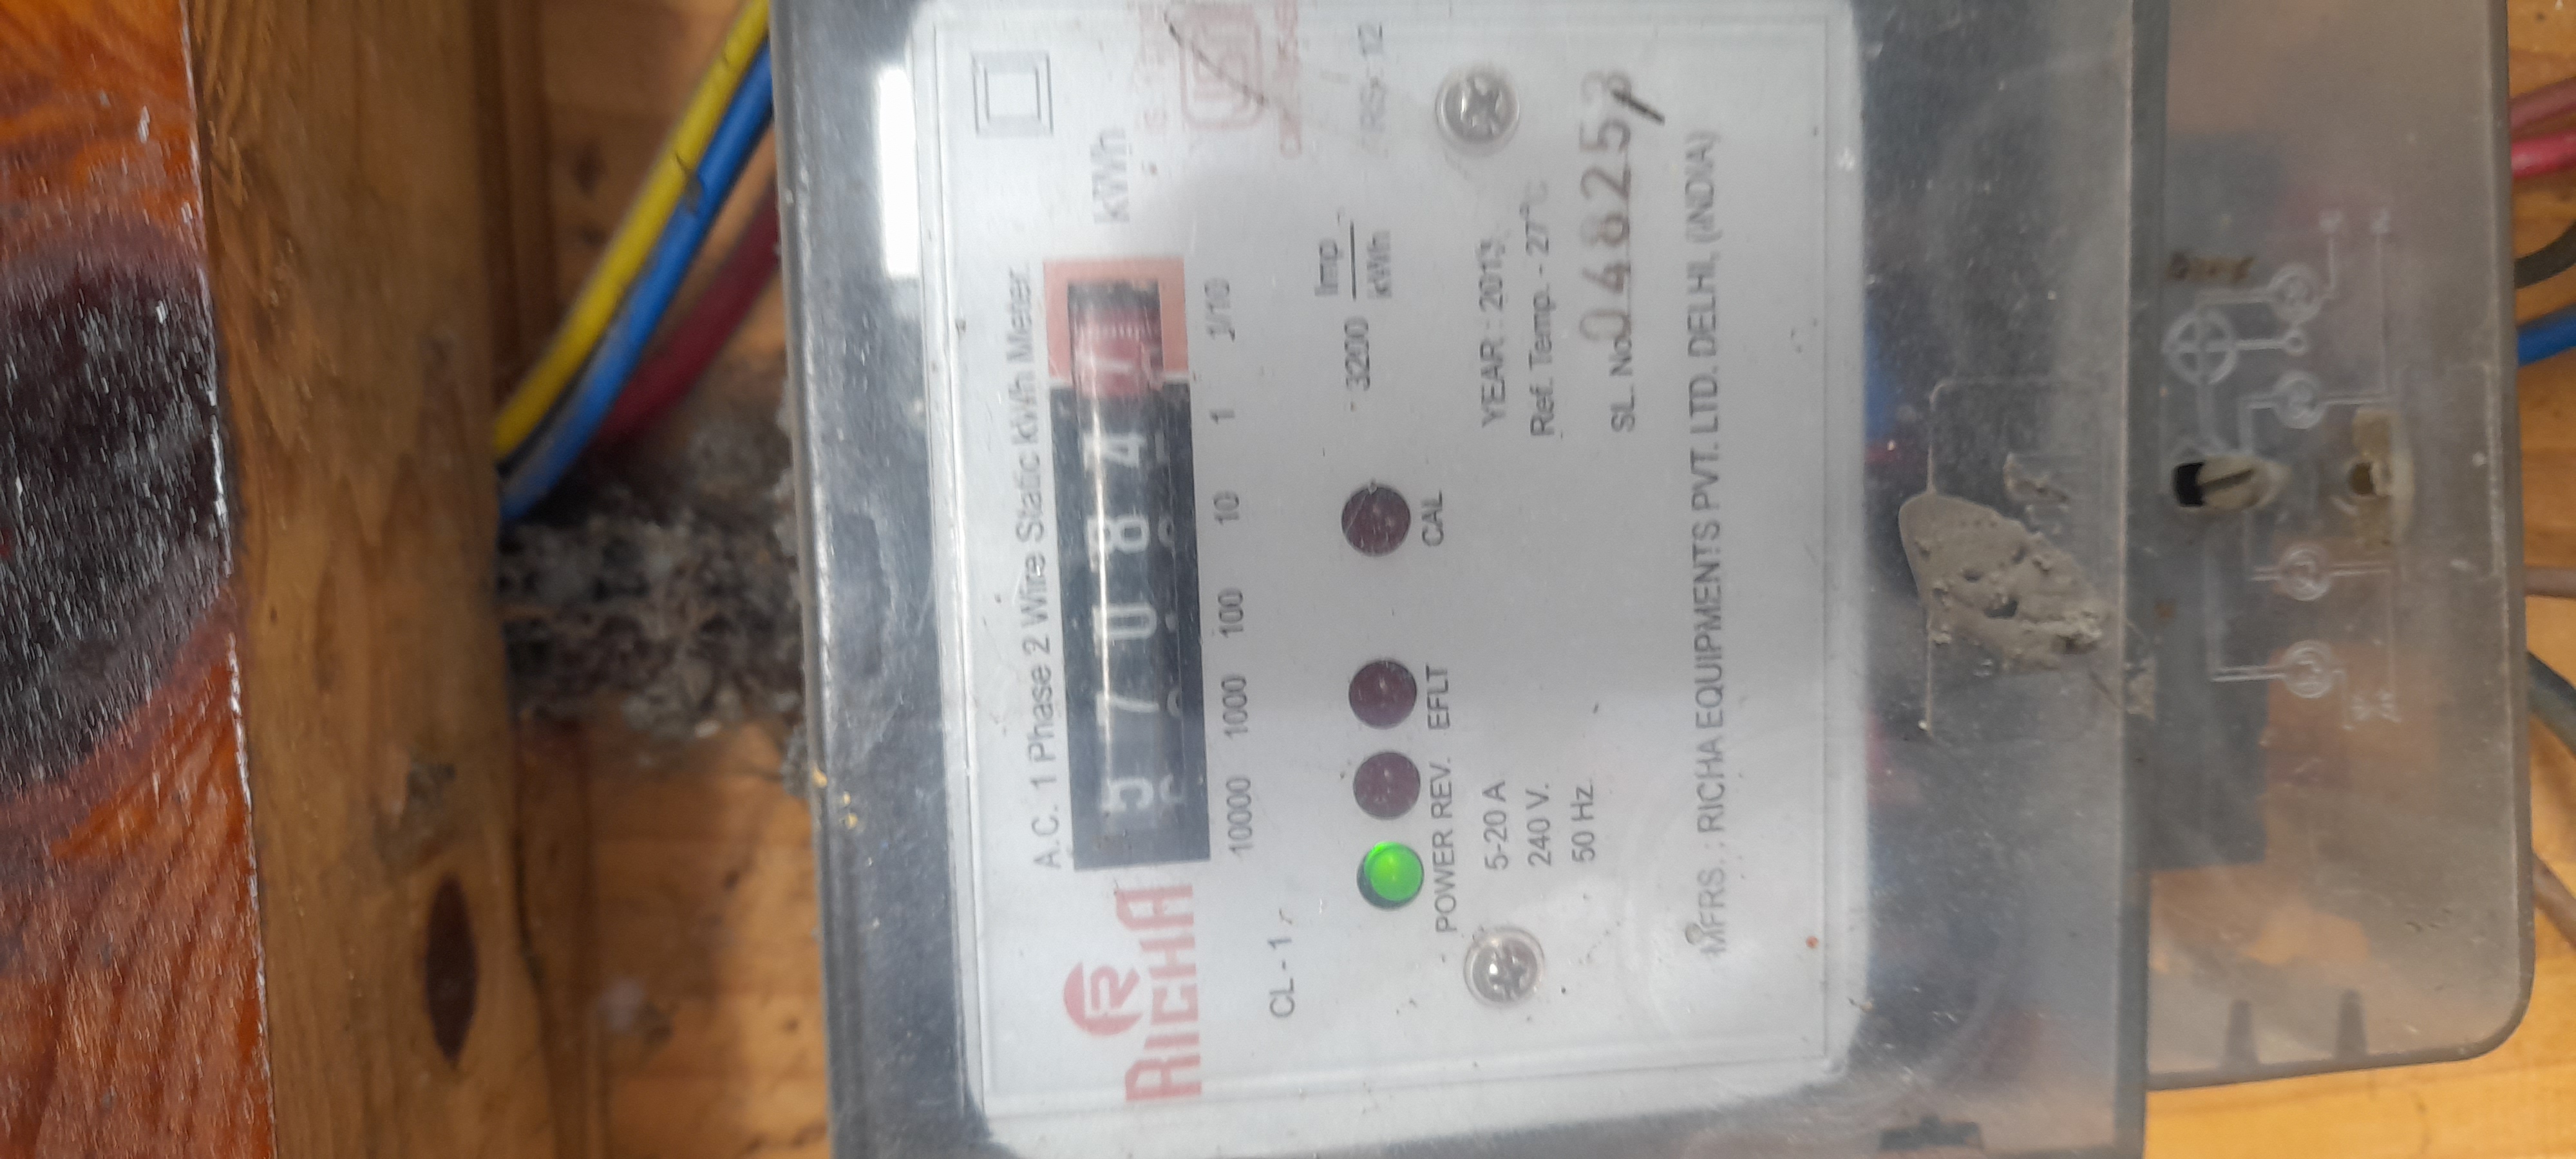 A.C. 1 Phase 2 Wire Static kWh Meter
R
RICHA
5 7 0 8 4 7 kWh
10000 1000 100 10 1 1/10
CL-1
3200 Imp
kWh
POWER REV. EFLT CAL
5-20 A
YEAR : 2013
240 V.
Ref. Temp. - 27°C
50 Hz.
SL. No. 048253
MFRS. : RICHA EQUIPMENTS PVT. LTD. DELHI, (INDIA)